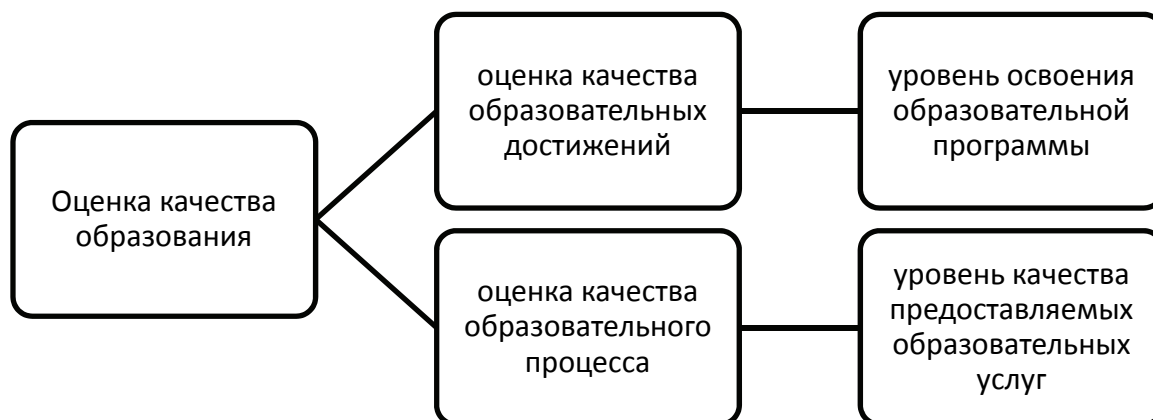 Оценка качества
образования
оценка качества
образовательных
достижений
уровень освоения
образовательной
программы
оценка качества
образовательного
процесса
уровень качества
предоставляемых
образовательных
услуг